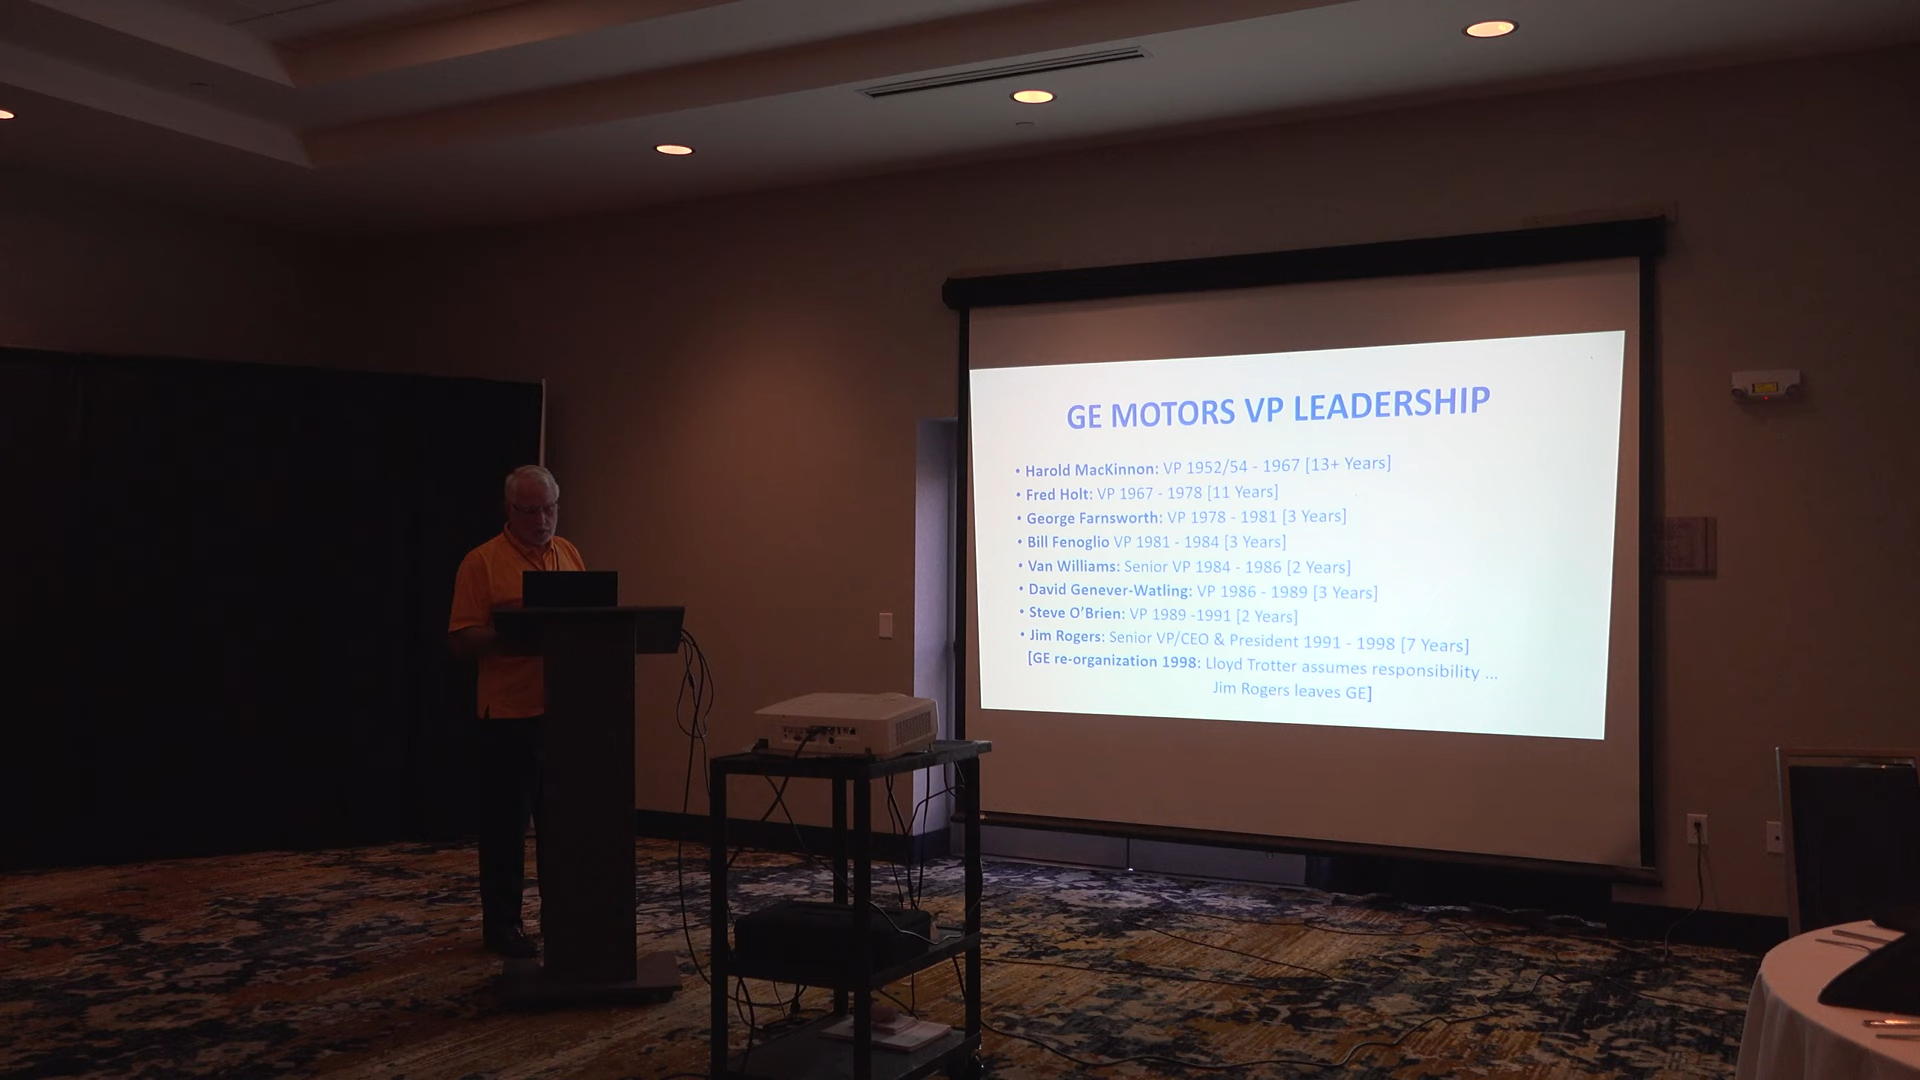 GE MOTORS VP LEADERSHIP
• Harold MacKinnon: VP 1952/54 - 1967 [13+ Years]
• Fred Holt: VP 1967 - 1978 [11 Years]
• George Farnsworth: VP 1978 - 1981 [3 Years]
• Bill Fenoglio VP 1981 - 1984 [3 Years]
• Van Williams: Senior VP 1984 - 1986 [2 Years]
• David Genever-Watling: VP 1986 - 1989 [3 Years]
• Steve O’Brien: VP 1989 -1991 [2 Years]
• Jim Rogers: Senior VP/CEO & President 1991 - 1998 [7 Years]
[GE re-organization 1998: Lloyd Trotter assumes responsibility ...
Jim Rogers leaves GE]